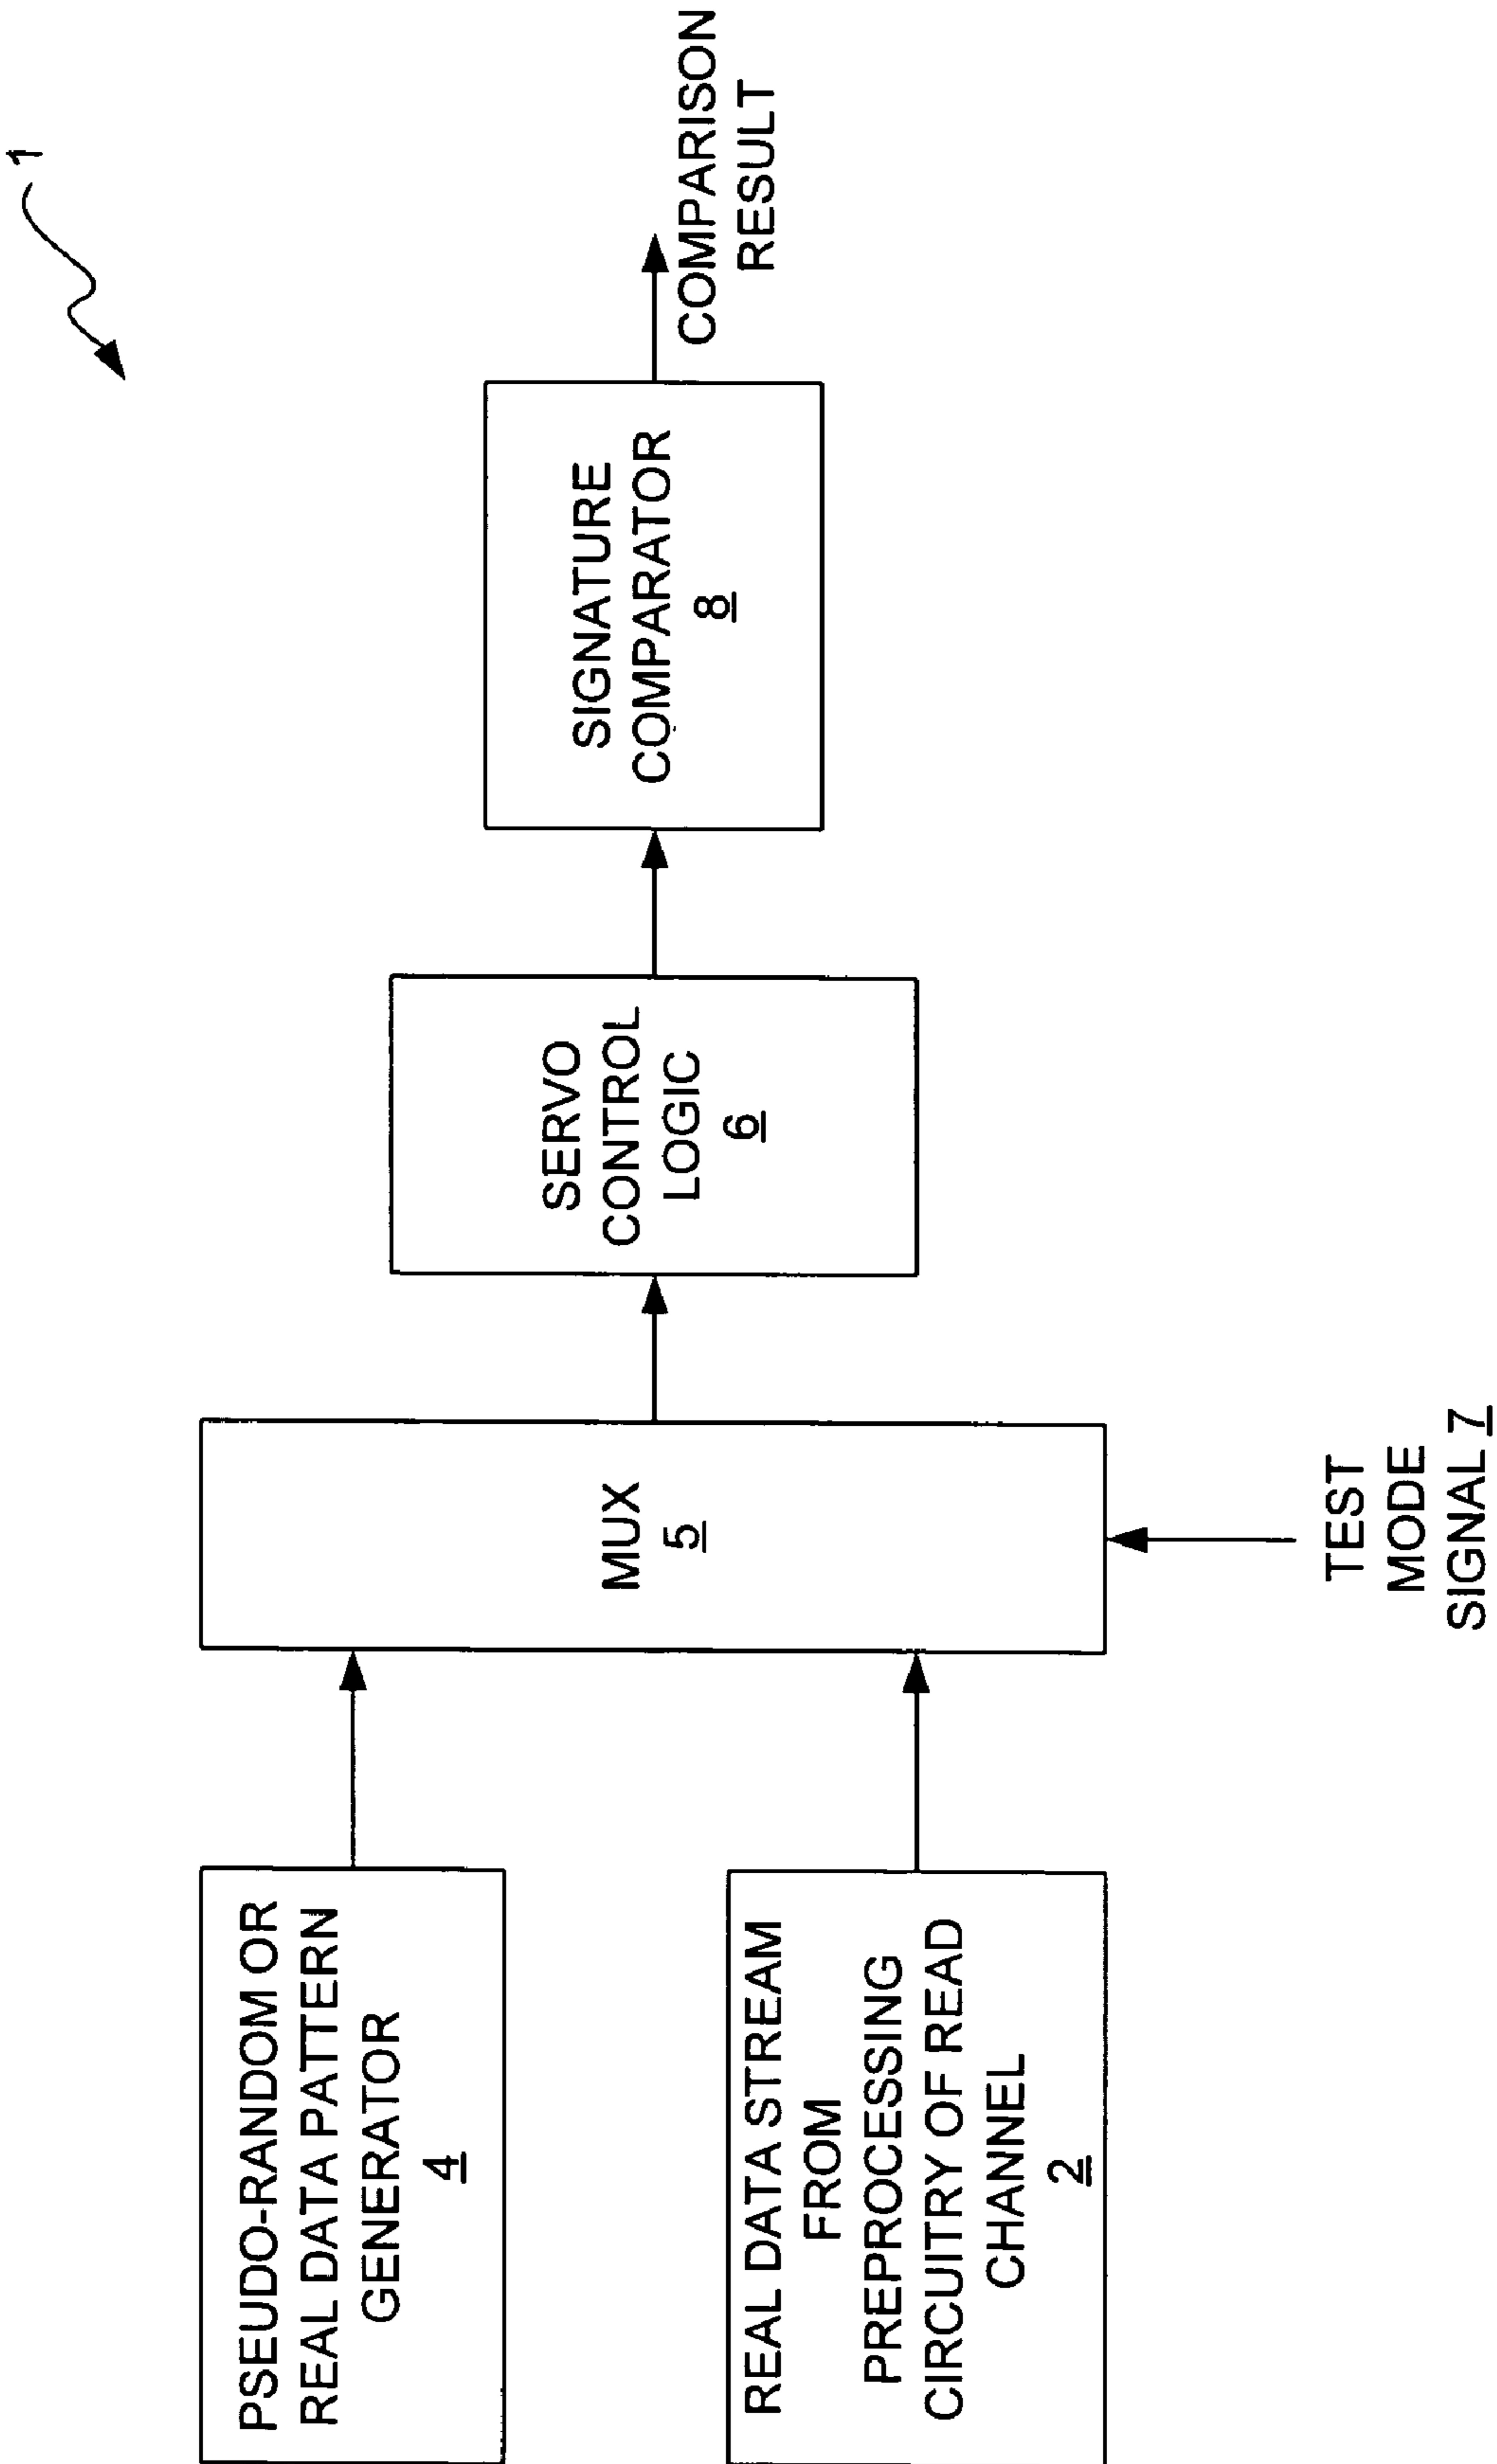 1
PSEUDO-RANDOM OR
REAL DATA PATTERN
GENERATOR
4
REAL DATA STREAM
FROM
PREPROCESSING
CIRCUITRY OF READ
CHANNEL
2
MUX
5
TEST
MODE
SIGNAL 7
SERVO
CONTROL
LOGIC
6
SIGNATURE
COMPARATOR
8
COMPARISON
RESULT